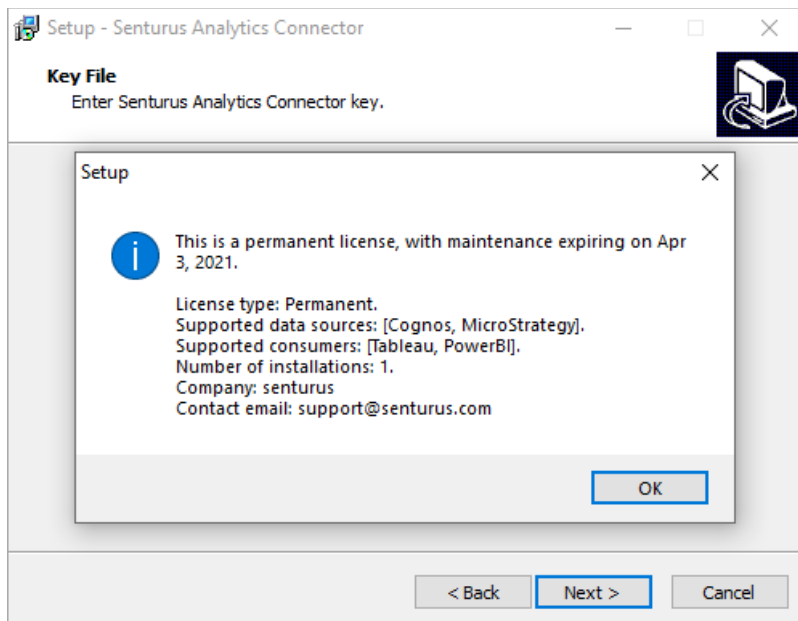 Setup - Senturus Analytics Connector
Key File
Enter Senturus Analytics Connector key.
Setup
This is a permanent license, with maintenance expiring on Apr
3, 2021.
License type: Permanent.
Supported data sources: [Cognos, MicroStrategy].
Supported consumers: [Tableau, PowerBI].
Number of installations: 1.
Company: senturus
Contact email: support@senturus.com
OK
< Back
Next >
Cancel